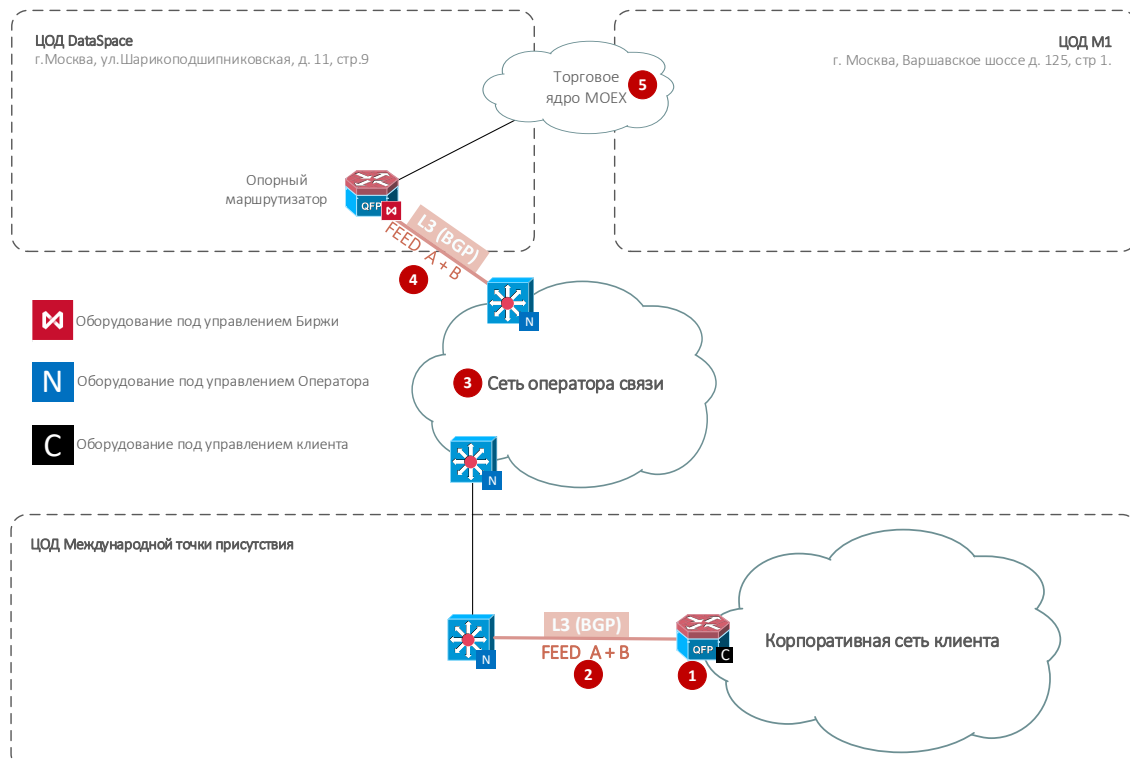 ЦОД DataSpace
г.Москва, ул.Шарикоподшипниковская, д. 11, стр.9
ЦОД М1
г. Москва, Варшавское шоссе д. 125, стр 1.
Торговое
ядро MOEX
5
Опорный
маршрутизатор
QFP
L3 (BGP)
FEED A + B
4
N
Оборудование под управлением Биржи
N
Оборудование под управлением Оператора
C
Оборудование под управлением клиента
3
Сеть оператора связи
N
ЦОД Международной точки присутствия
N
L3 (BGP)
FEED A + B
2
QFP
C
1
Корпоративная сеть клиента